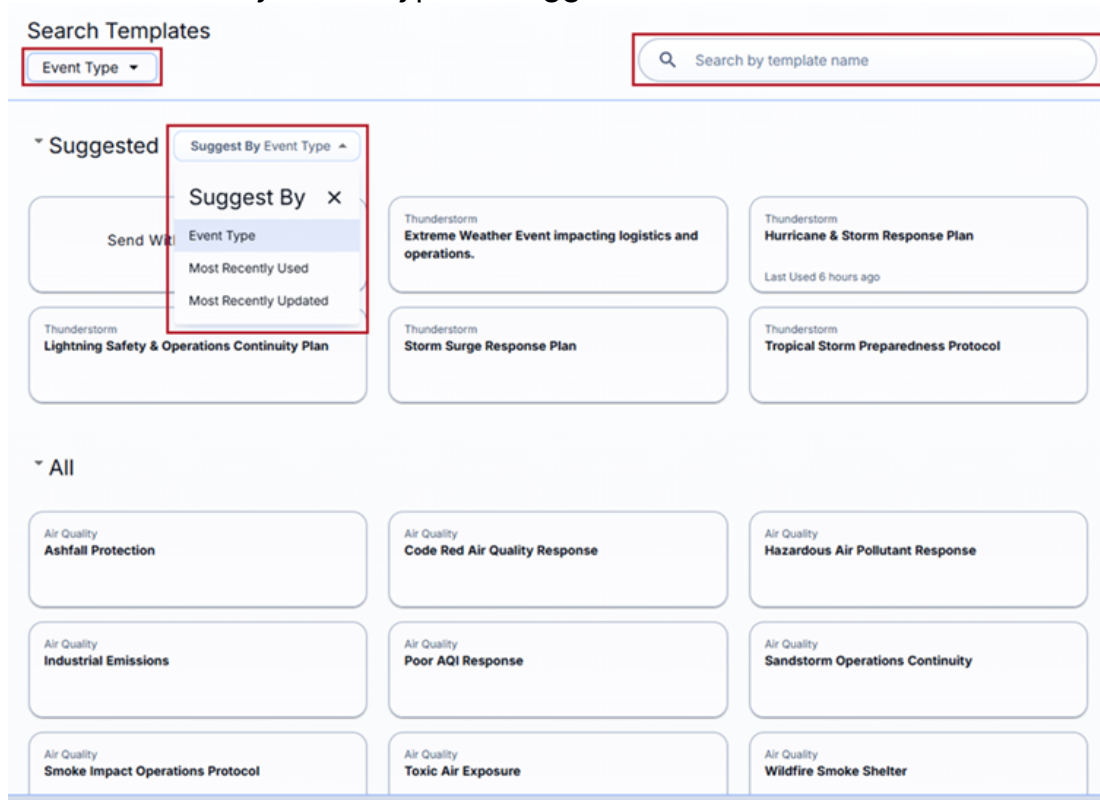 Search Templates
Event Type
Search by template name
Suggested
Suggest By Event Type
Suggest By
Event Type
Most Recently Used
Most Recently Updated
Send
Thunderstorm
Extreme Weather Event impacting logistics and
operations.
Thunderstorm
Hurricane & Storm Response Plan
Last Used 6 hours ago
Thunderstorm
Lightning Safety & Operations Continuity Plan
Thunderstorm
Storm Surge Response Plan
Thunderstorm
Tropical Storm Preparedness Protocol
All
Air Quality
Ashfall Protection
Air Quality
Code Red Air Quality Response
Air Quality
Hazardous Air Pollutant Response
Air Quality
Industrial Emissions
Air Quality
Poor AQI Response
Air Quality
Sandstorm Operations Continuity
Air Quality
Smoke Impact Operations Protocol
Air Quality
Toxic Air Exposure
Air Quality
Wildfire Smoke Shelter